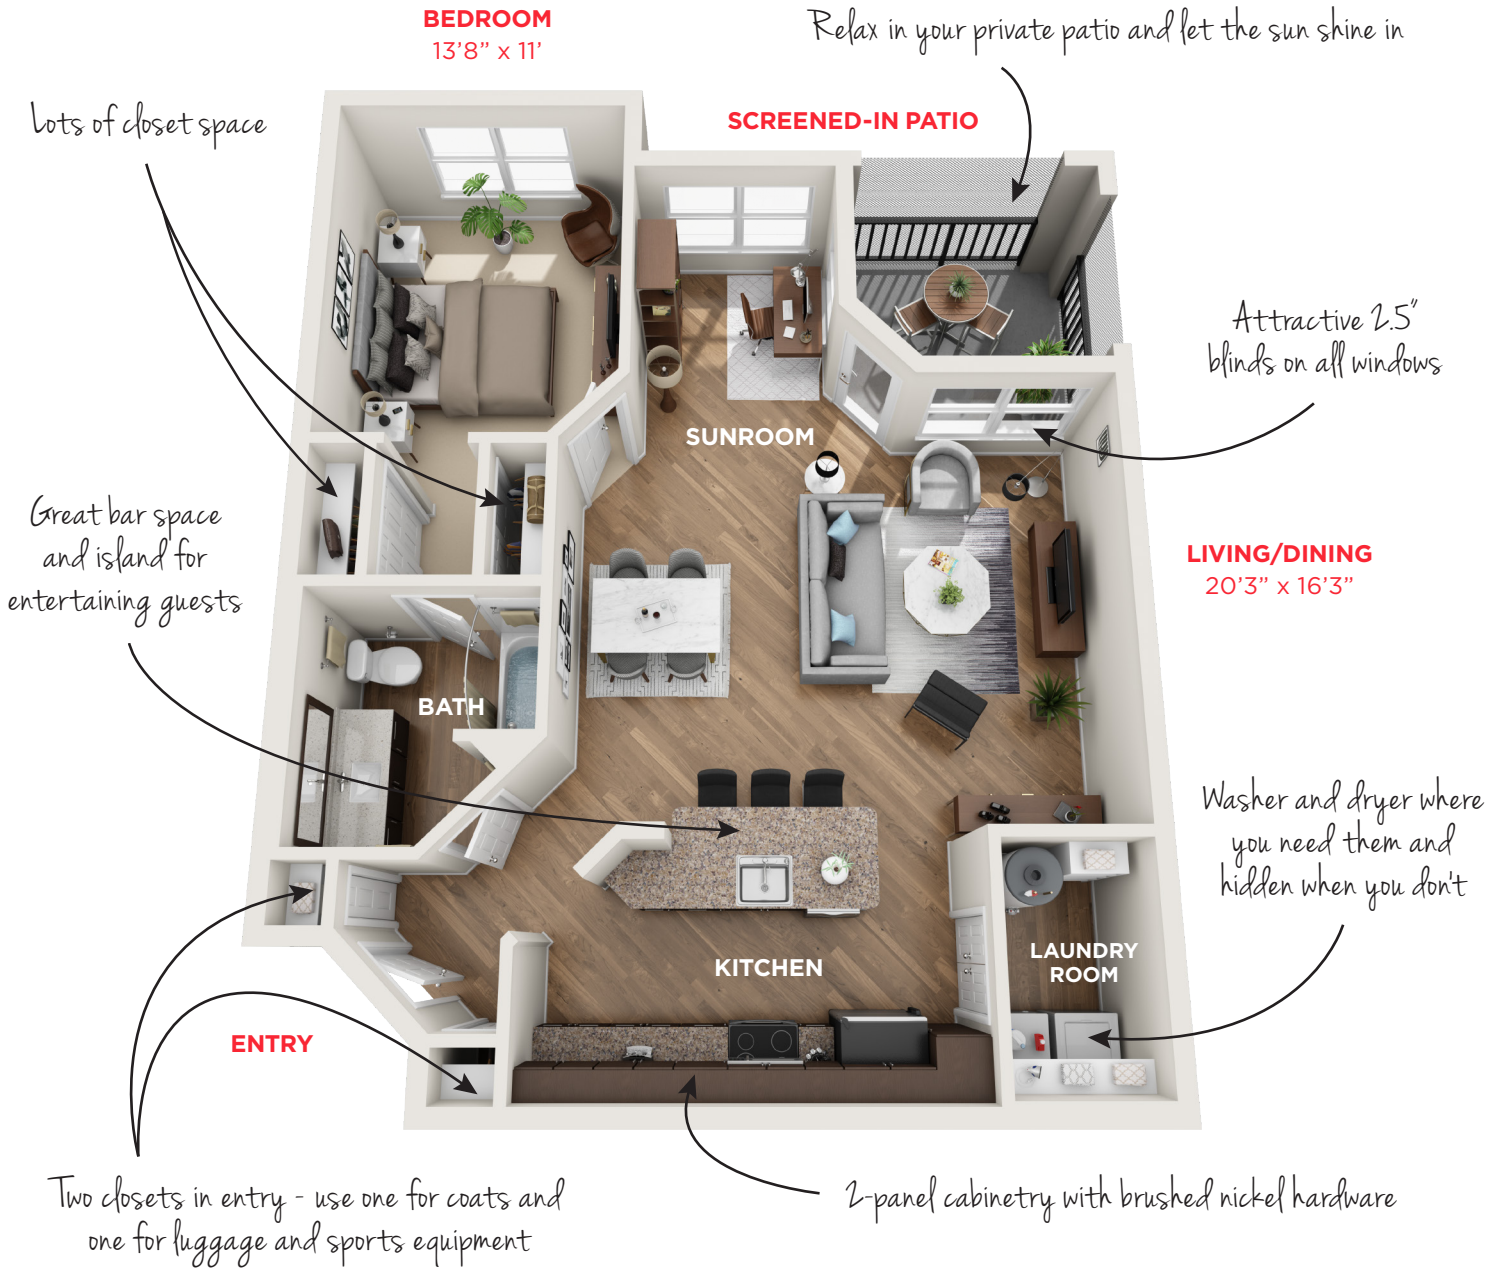 BEDROOM
13’8” x 11’
Relax in your private patio and let the sun shine in
Lots of closet space
SCREENED-IN PATIO
Attractive 2.5"
blinds on all windows
SUNROOM
Great bar space
and island for
entertaining guests
LIVING/DINING
20’3” x 16’3”
BATH
Washer and dryer where
you need them and
hidden when you don't
KITCHEN
LAUNDRY
ROOM
ENTRY
Two closets in entry - use one for coats and
one for luggage and sports equipment
2-panel cabinetry with brushed nickel hardware